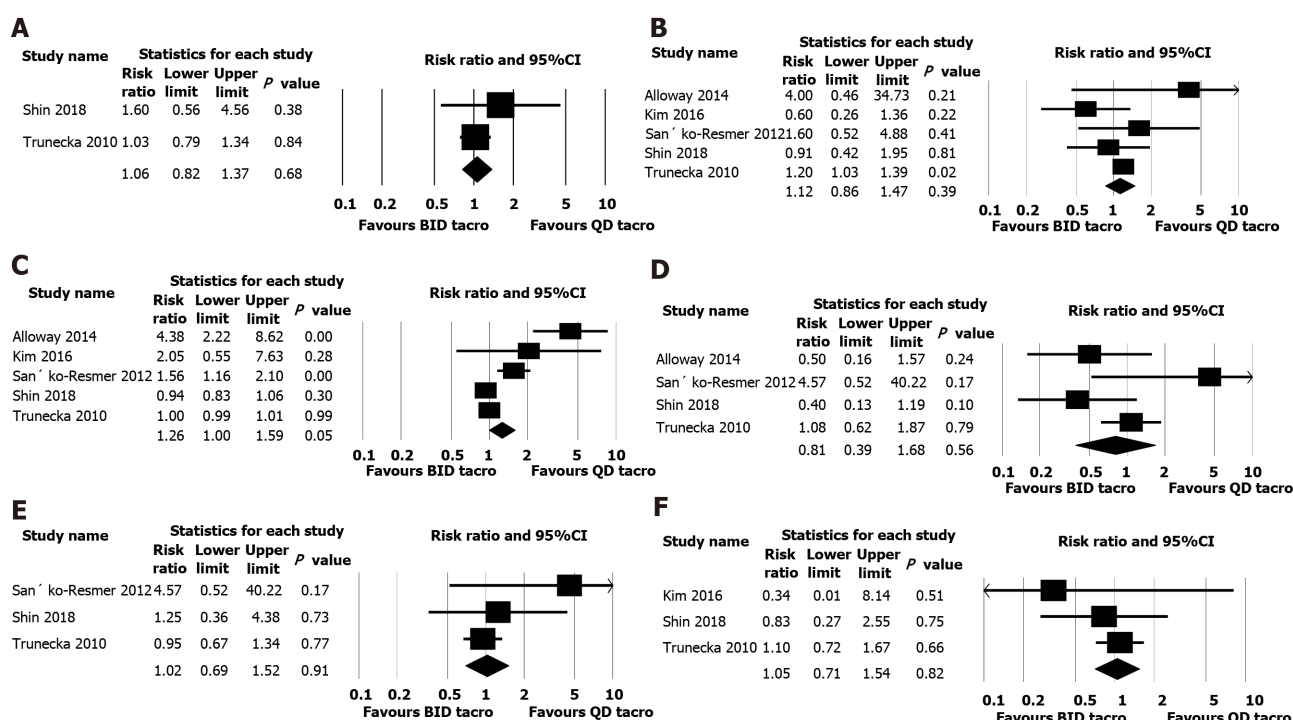 A
Study name
Statistics for each study
Risk ratio and 95%CI
Risk Lower Upper P value
ratio limit limit
Shin 2018 1.60 0.56 4.56 0.38
Trunecka 2010 1.03 0.79 1.34 0.84
1.06 0.82 1.37 0.68
0.1 0.2 0.5 1 2 5 10
Favours BID tacro Favours QD tacro
B
Study name
Statistics for each study
Risk ratio and 95%CI
Risk Lower Upper P value
ratio limit limit
Alloway 2014 4.00 0.46 34.73 0.21
Kim 2016 0.60 0.26 1.36 0.22
San´ ko-Resmer 20121.60 0.52 4.88 0.41
Shin 2018 0.91 0.42 1.95 0.81
Trunecka 2010 1.20 1.03 1.39 0.02
1.12 0.86 1.47 0.39
0.1 0.2 0.5 1 2 5 10
Favours BID tacro Favours QD tacro
C
Study name
Statistics for each study
Risk ratio and 95%CI
Risk Lower Upper P value
ratio limit limit
Alloway 2014 4.38 2.22 8.62 0.00
Kim 2016 2.05 0.55 7.63 0.28
San´ ko-Resmer 2012 1.56 1.16 2.10 0.00
Shin 2018 0.94 0.83 1.06 0.30
Trunecka 2010 1.00 0.99 1.01 0.99
1.26 1.00 1.59 0.05
0.1 0.2 0.5 1 2 5 10
Favours BID tacro Favours QD tacro
D
Study name
Statistics for each study
Risk ratio and 95%CI
Risk Lower Upper P value
ratio limit limit
Alloway 2014 0.50 0.16 1.57 0.24
San´ ko-Resmer 2012 4.57 0.52 40.22 0.17
Shin 2018 0.40 0.13 1.19 0.10
Trunecka 2010 1.08 0.62 1.87 0.79
0.81 0.39 1.68 0.56
0.1 0.2 0.5 1 2 5 10
Favours BID tacro Favours QD tacro
E
Study name
Statistics for each study
Risk ratio and 95%CI
Risk Lower Upper P value
ratio limit limit
San´ ko-Resmer 2012 4.57 0.52 40.22 0.17
Shin 2018 1.25 0.36 4.38 0.73
Trunecka 2010 0.95 0.67 1.34 0.77
1.02 0.69 1.52 0.91
0.1 0.2 0.5 1 2 5 10
Favours BID tacro Favours QD tacro
F
Study name
Statistics for each study
Risk ratio and 95%CI
Risk Lower Upper P value
ratio limit limit
Kim 2016 0.34 0.01 8.14 0.51
Shin 2018 0.83 0.27 2.55 0.75
Trunecka 2010 1.10 0.72 1.67 0.66
1.05 0.71 1.54 0.82
0.1 0.2 0.5 1 2 5 10
Favours BID tacro Favours QD tacro